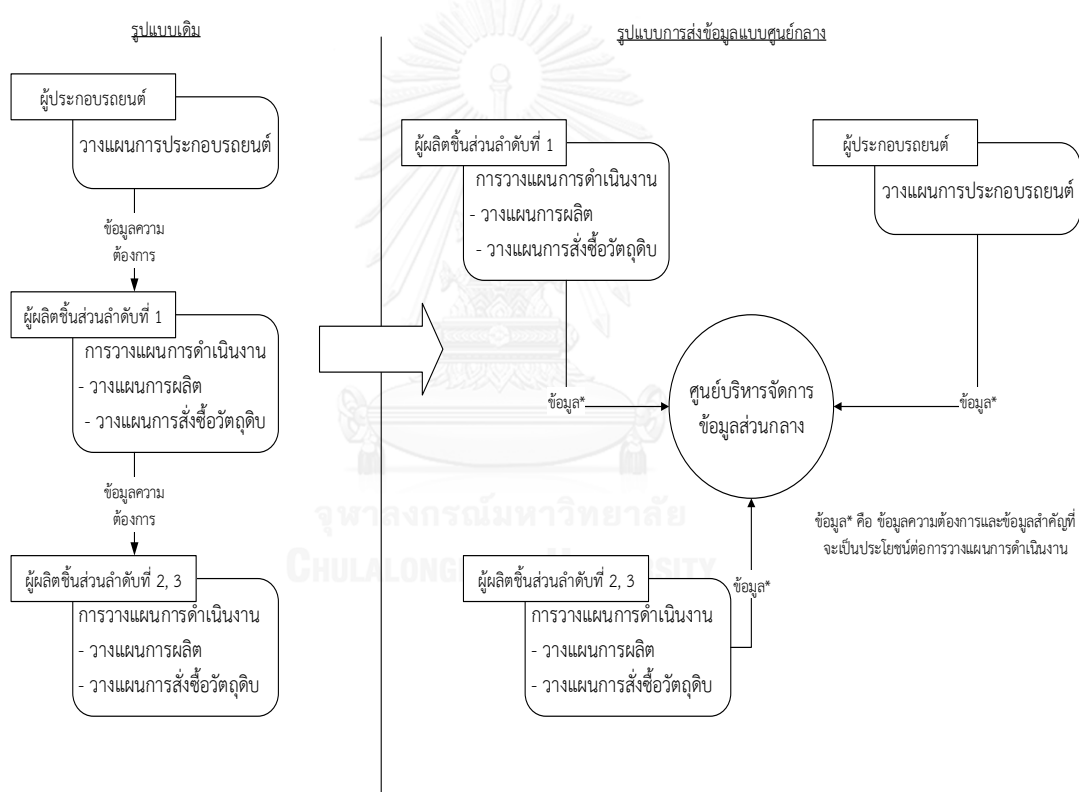 รูปแบบเดิม
ผู้ประกอบรถยนต์
วางแผนการประกอบรถยนต์
ข้อมูลความ
ต้องการ
ผู้ผลิตชิ้นส่วนลำดับที่ 1
การวางแผนการดำเนินงาน
- วางแผนการผลิต
- วางแผนการสั่งซื้อวัตถุดิบ
ข้อมูลความ
ต้องการ
ผู้ผลิตชิ้นส่วนลำดับที่ 2, 3
การวางแผนการดำเนินงาน
- วางแผนการผลิต
- วางแผนการสั่งซื้อวัตถุดิบ
รูปแบบการส่งข้อมูลแบบศูนย์กลาง
ผู้ผลิตชิ้นส่วนลำดับที่ 1
การวางแผนการดำเนินงาน
- วางแผนการผลิต
- วางแผนการสั่งซื้อวัตถุดิบ
ผู้ประกอบรถยนต์
วางแผนการประกอบรถยนต์
ข้อมูล*
ศูนย์บริหารจัดการ
ข้อมูลส่วนกลาง
ข้อมูล*
ข้อมูล* คือ ข้อมูลความต้องการและข้อมูลสำคัญที่
จะเป็นประโยชน์ต่อการวางแผนการดำเนินงาน
ผู้ผลิตชิ้นส่วนลำดับที่ 2, 3
การวางแผนการดำเนินงาน
- วางแผนการผลิต
- วางแผนการสั่งซื้อวัตถุดิบ
ข้อมูล*
จุฬาลงกรณ์มหาวิทยาลัย